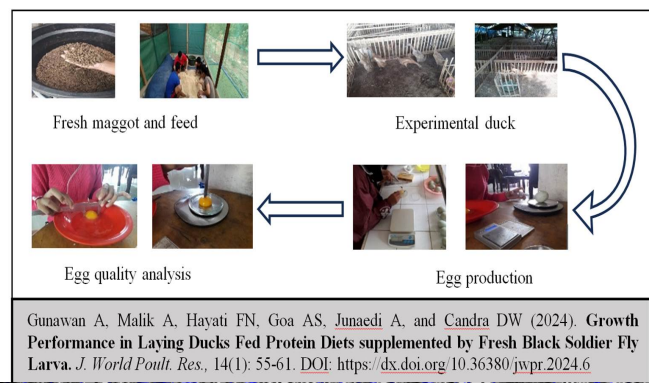 Fresh maggot and feed
Experimental duck
Egg quality analysis
Egg production
Gunawan A, Malik A, Hayati FN, Goa AS, Junaedi A, and Candra DW (2024). Growth
Performance in Laying Ducks Fed Protein Diets supplemented by Fresh Black Soldier Fly
Larva. J. World Poult. Res., 14(1): 55-61. DOI: https://dx.doi.org/10.36380/jwpr.2024.6